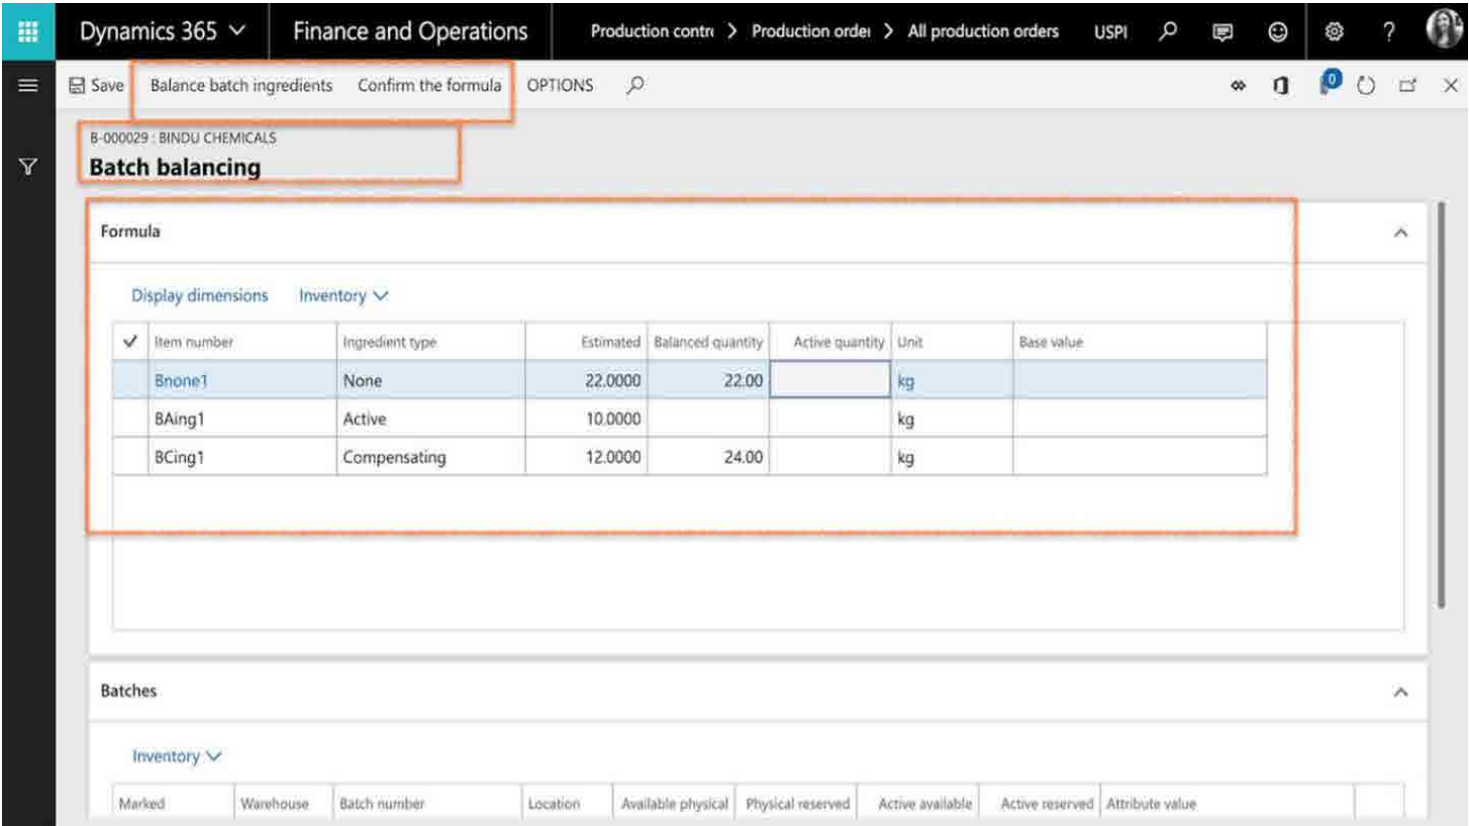 Dynamics 365 Finance and Operations Production contr Production order All production orders USPI ?
Save Balance batch ingredients Confirm the formula OPTIONS 0
B-000029 : BINDU CHEMICALS
Batch balancing
Formula
Display dimensions Inventory
Item number Ingredient type Estimated Balanced quantity Active quantity Unit Base value
Bnone1 None 22.0000 22.00 kg
BAing1 Active 10.0000 kg
BCing1 Compensating 12.0000 24.00 kg
Batches
Inventory
Marked Warehouse Batch number Location Available physical Physical reserved Active available Active reserved Attribute value